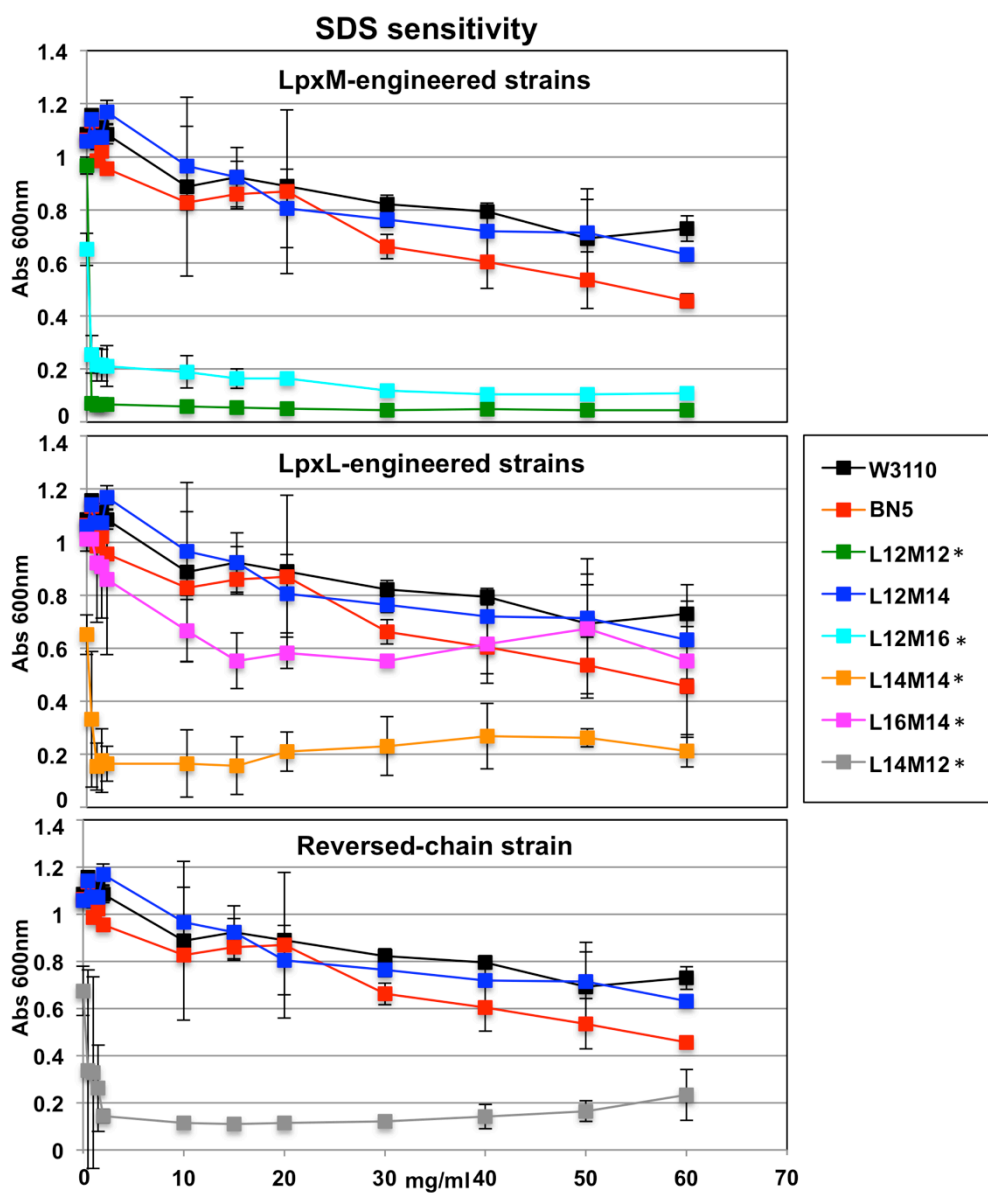 SDS sensitivity
LpxM-engineered strains
Abs 600nm
1.4
1.2
1
0.8
0.6
0.4
0.2
0
LpxL-engineered strains
Abs 600nm
1.4
1.2
1
0.8
0.6
0.4
0.2
0
W3110
BN5
L12M12*
L12M14
L12M16*
L14M14*
L16M14*
L14M12*
Reversed-chain strain
Abs 600nm
1.4
1.2
1
0.8
0.6
0.4
0.2
0
0 10 20 30 mg/ml 40 50 60 70